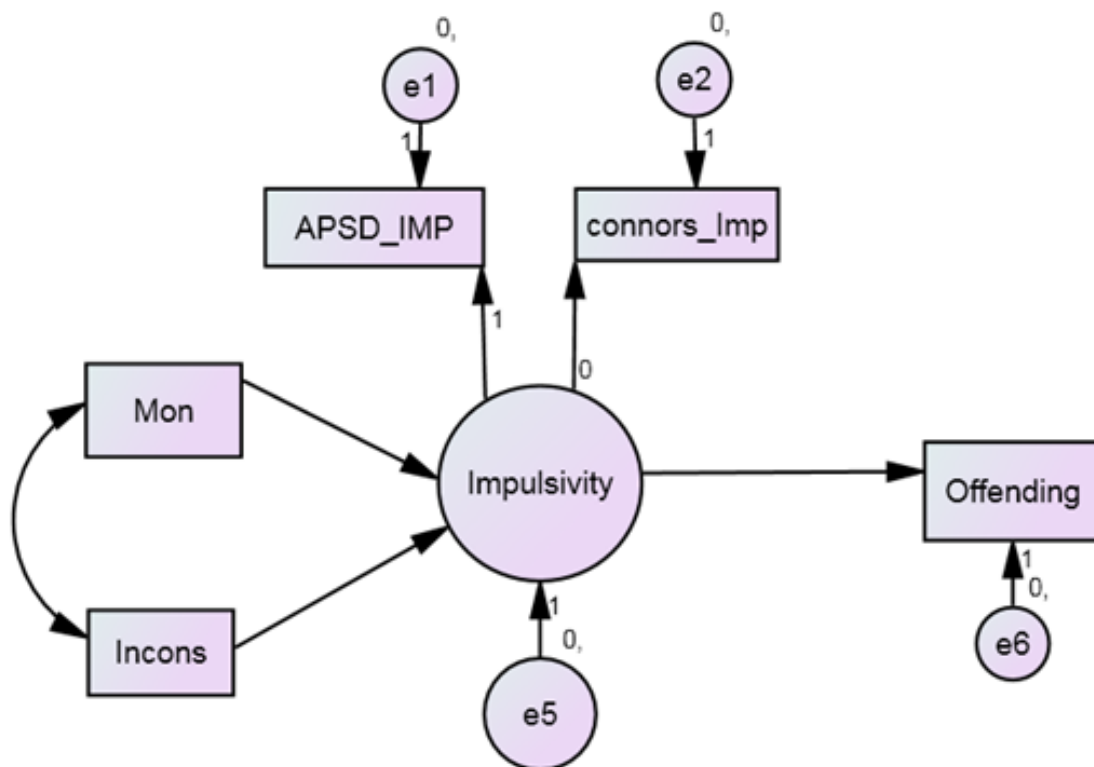 0,
e1
1
APSD_IMP
0,
e2
1
connors_Imp
1
0
Mon
Impulsivity
Offending
Incons
1
0,
e5
1
0,
e6